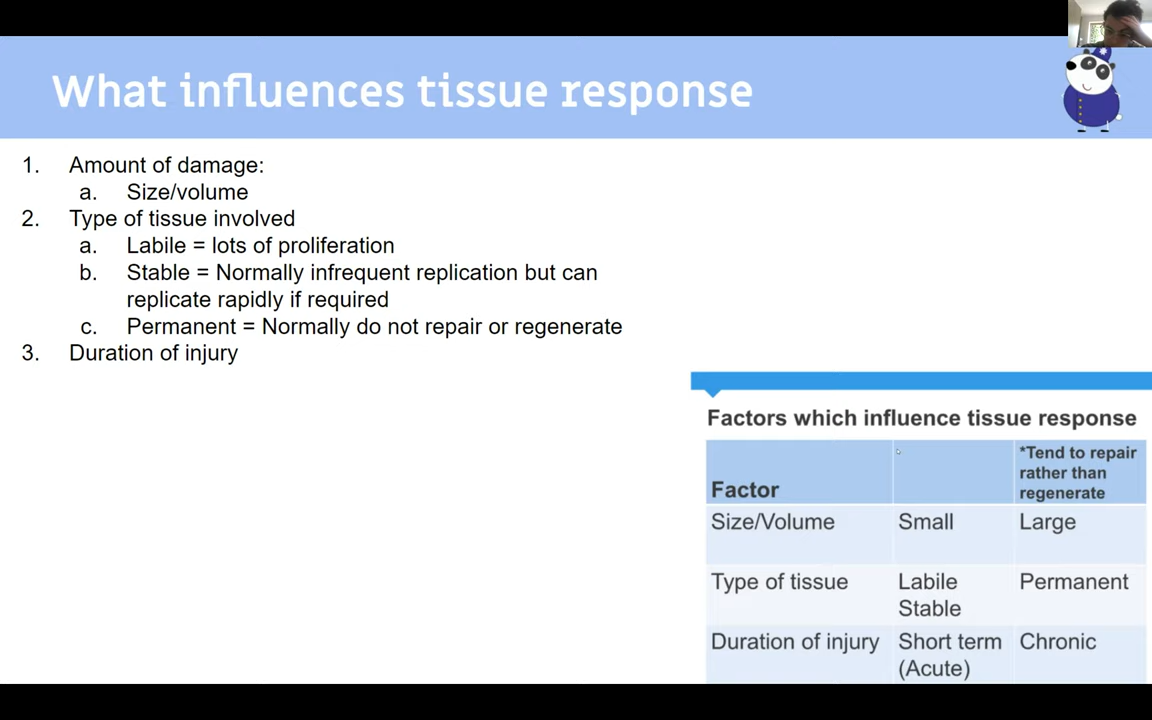 What influences tissue response
1. Amount of damage:
a. Size/volume
2. Type of tissue involved
a. Labile = lots of proliferation
b. Stable = Normally infrequent replication but can
replicate rapidly if required
c. Permanent = Normally do not repair or regenerate
3. Duration of injury
Factors which influence tissue response
*Tend to repair
rather than
Factor regenerate
Size/Volume Small Large
Type of tissue Labile Permanent
Stable
Duration of injury Short term Chronic
(Acute)